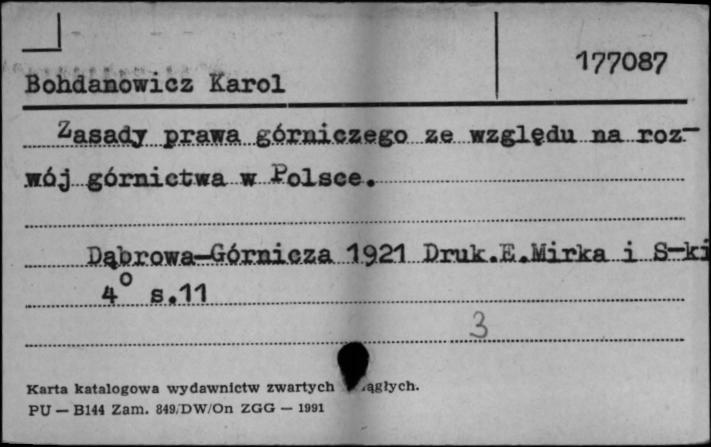 177087
Bohdanowicz Karol
Zasady prawa górniczego ze względu na roz-
wój górnictwa w Polsce.
Dąbrowa-Górnicza 1921 Druk.E.Mirka i S-ki
4° s.11
3
Karta katalogowa wydawnictw zwartych
PU — B144 Zam. 849/DW/On ZGG — 1991